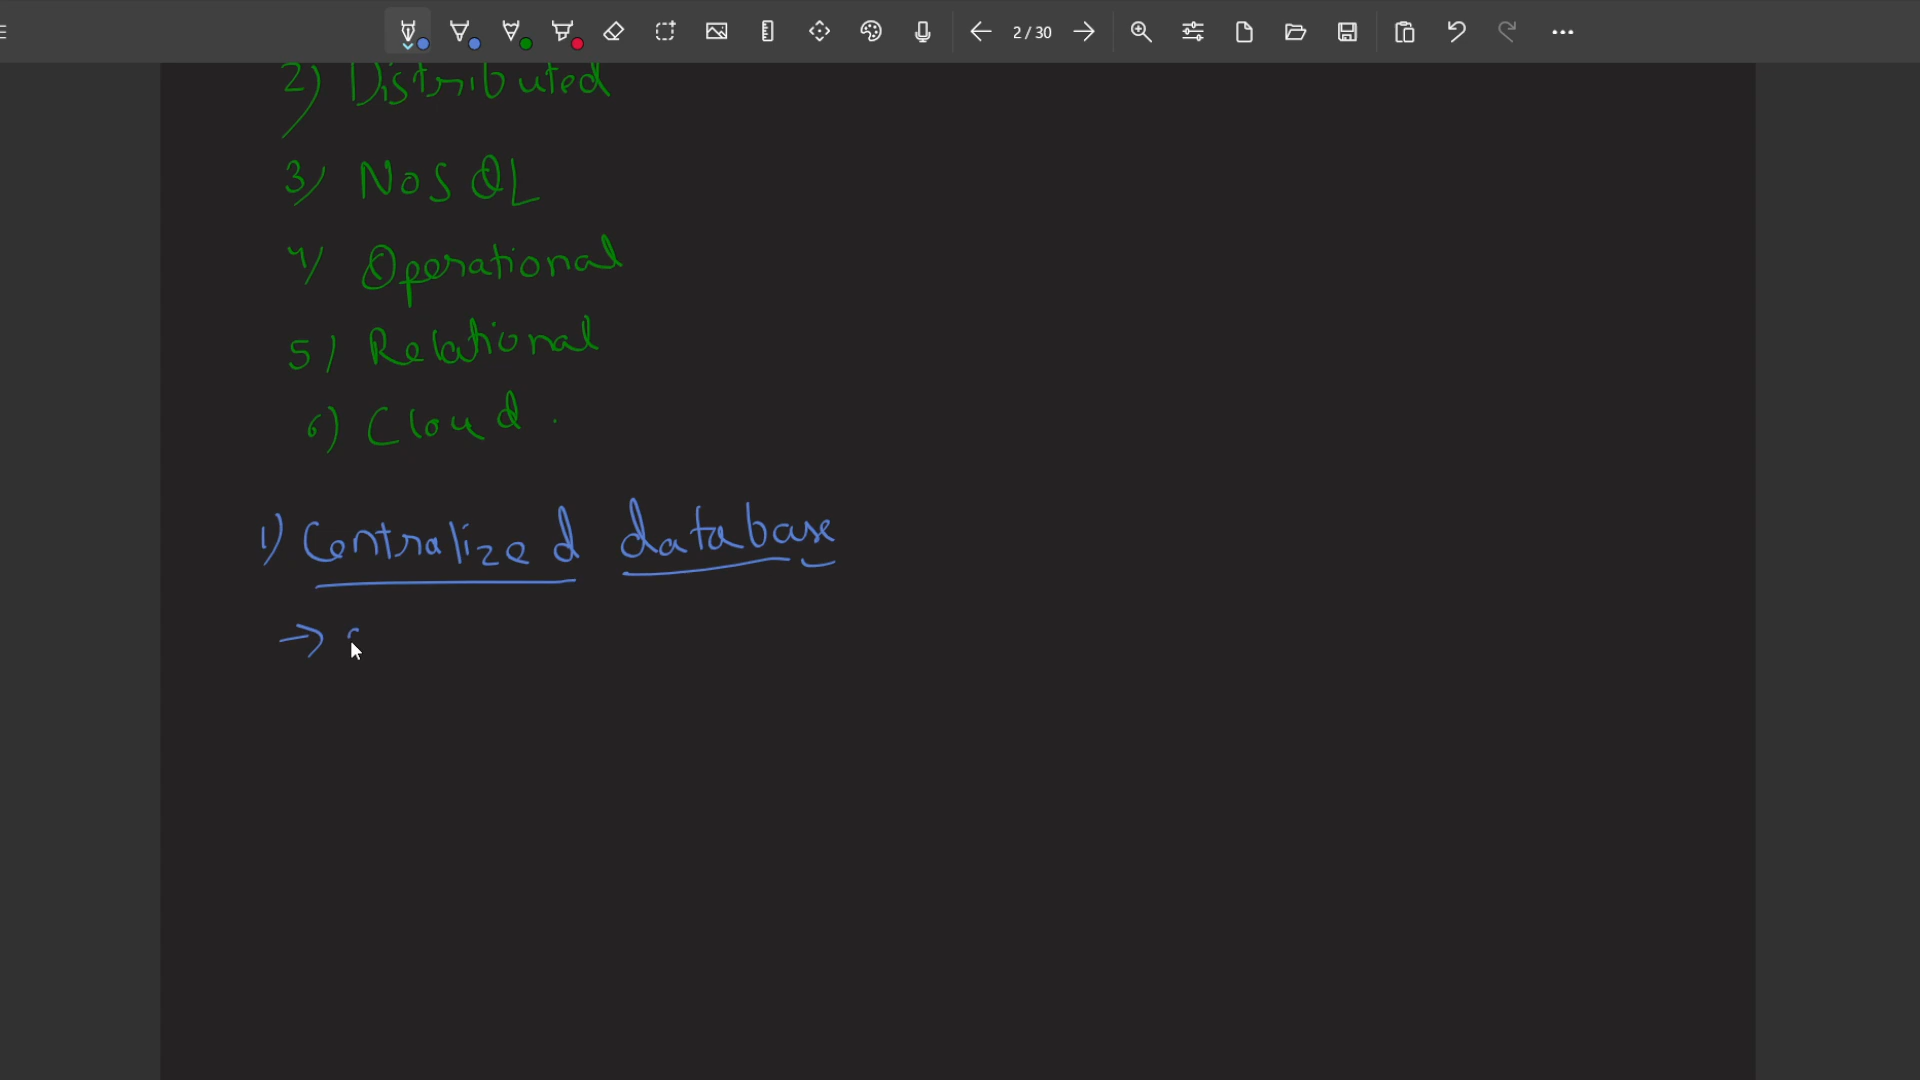 2/30
2) Distributed
3) NoSQL
4) Operational
5) Relational
6) Cloud .
1) Centralized database
→